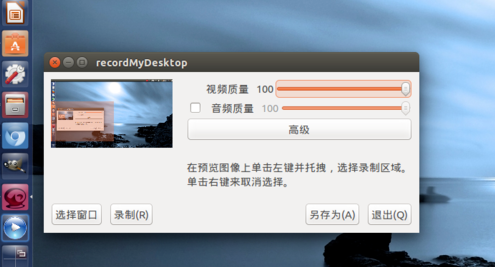 recordMyDesktop
视频质量 100
音频质量 100
高级
在预览图像上单击左键并托拽，选择录制区域。
单击右键来取消选择。
选择窗口 录制(R) 另存为(A) 退出(Q)